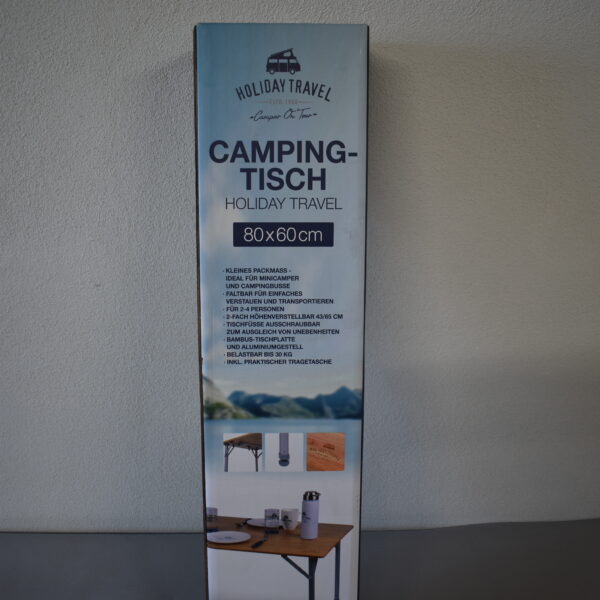 HOLIDAY TRAVEL
Camper On Tour
CAMPING-
TISCH
HOLIDAY TRAVEL
80x60cm
· KLEINES PACKMASS -
IDEAL FÜR MINICAMPER
UND CAMPINGBUSSE
· FALTBAR FÜR EINFACHES
VERSTAUEN UND TRANSPORTIEREN
· FÜR 2-4 PERSONEN
· 2-FACH HÖHENVERSTELLBAR 43/65 CM
· TISCHFÜSSE AUSSCHRAUBBAR
ZUM AUSGLEICH VON UNEBENHEITEN
· BAMBUS-TISCHPLATTE
UND ALUMINIUMGESTELL
· BELASTBAR BIS 30 KG
· INKL. PRAKTISCHER TRAGETASCHE